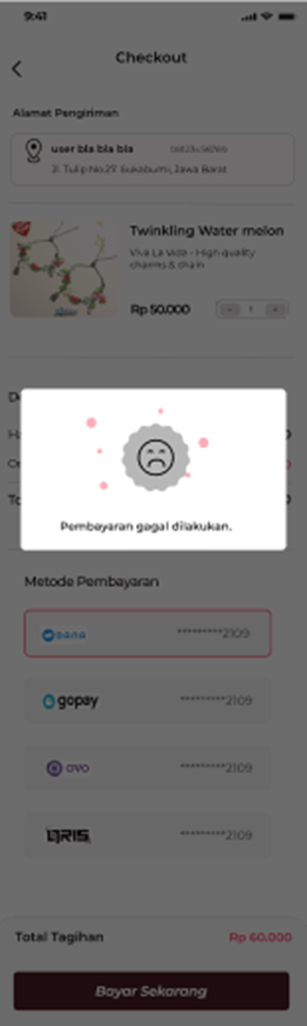 9:41
Checkout
Alamat Pengiriman
user bla bla bla
Jl. Tulip No.27 Sukabumi, Jawa Barat
Twinkling Water melon
Viva La Vida - High quality
charms & chain
Rp 50.000
- 1 +
Pembayaran gagal dilakukan.
Metode Pembayaran
DANA *********2109
gopay *********2109
OVO *********2109
QRIS *********2109
Total Tagihan Rp 60.000
Bayar Sekarang